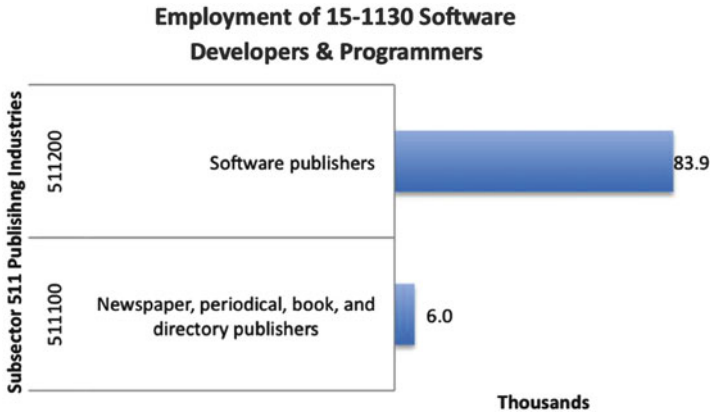 Employment of 15-1130 Software
Developers & Programmers
Subsector 511 Publisihng Industries
511200
Software publishers
83.9
511100
Newspaper, periodical, book, and
directory publishers
6.0
Thousands